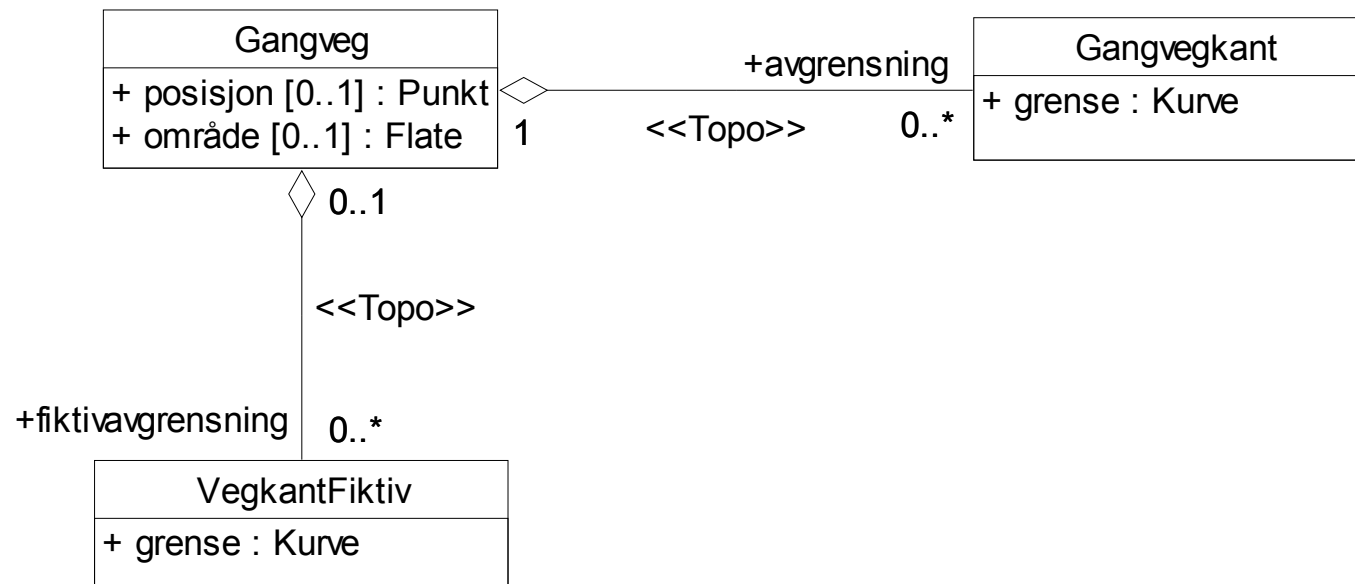 Gangveg
+ posisjon [0..1] : Punkt
+ område [0..1] : Flate
1
+avgrensning
<<Topo>>
0..*
Gangvegkant
+ grense : Kurve
0..1
<<Topo>>
+fiktivavgrensning
0..*
VegkantFiktiv
+ grense : Kurve